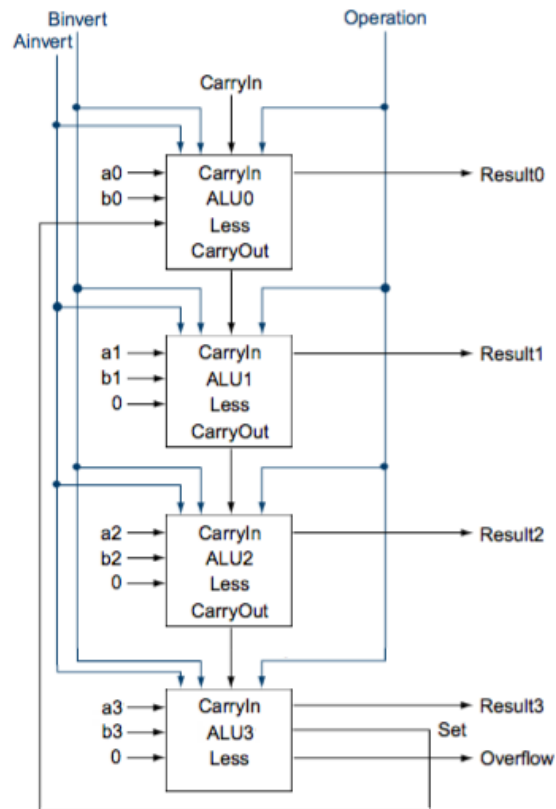 Binvert
Operation
Ainvert
CarryIn
a0
CarryIn
Result0
b0
ALU0
Less
CarryOut
a1
CarryIn
Result1
b1
ALU1
0
Less
CarryOut
a2
CarryIn
Result2
b2
ALU2
0
Less
CarryOut
a3
CarryIn
Result3
b3
ALU3
Set
0
Less
Overflow